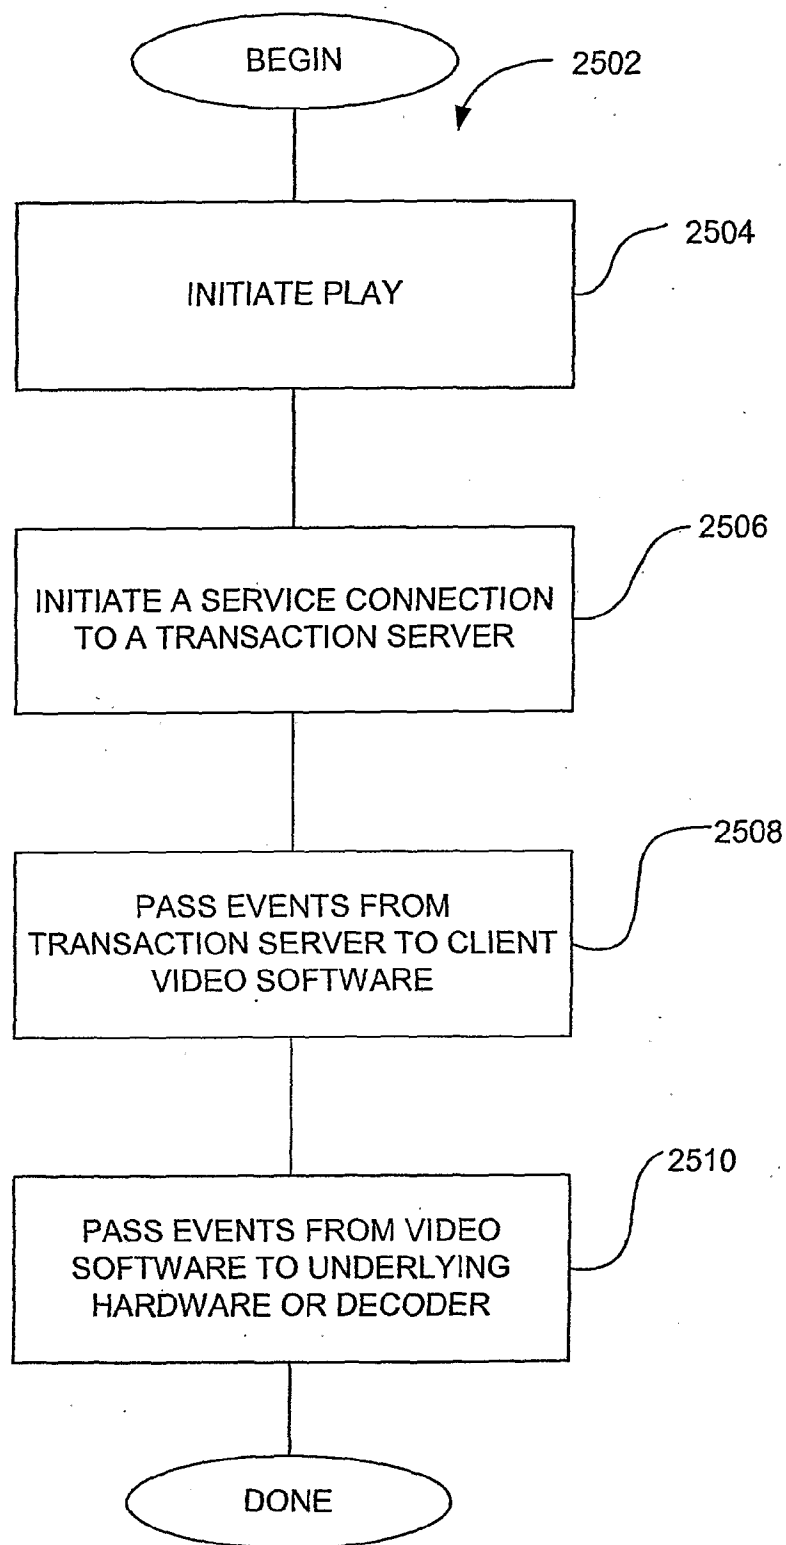 BEGIN
2502
2504
INITIATE PLAY
2506
INITIATE A SERVICE CONNECTION
TO A TRANSACTION SERVER
2508
PASS EVENTS FROM
TRANSACTION SERVER TO CLIENT
VIDEO SOFTWARE
2510
PASS EVENTS FROM VIDEO
SOFTWARE TO UNDERLYING
HARDWARE OR DECODER
DONE